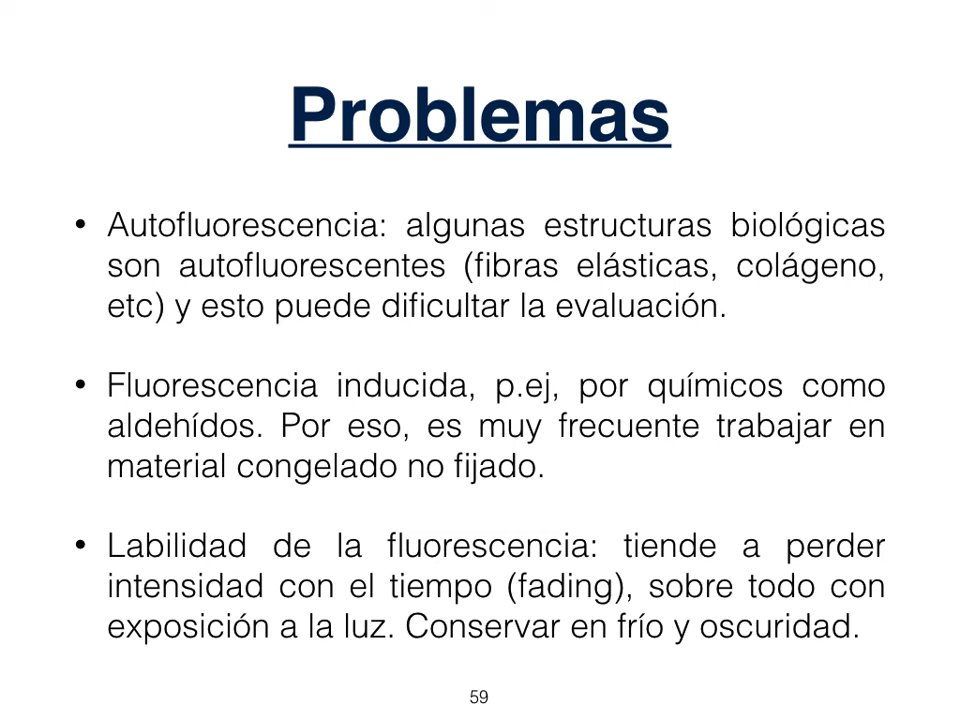 Problemas
• Autofluorescencia: algunas estructuras biológicas
son autofluorescentes (fibras elásticas, colágeno,
etc) y esto puede dificultar la evaluación.
• Fluorescencia inducida, p.ej, por químicos como
aldehídos. Por eso, es muy frecuente trabajar en
material congelado no fijado.
• Labilidad de la fluorescencia: tiende a perder
intensidad con el tiempo (fading), sobre todo con
exposición a la luz. Conservar en frío y oscuridad.
59